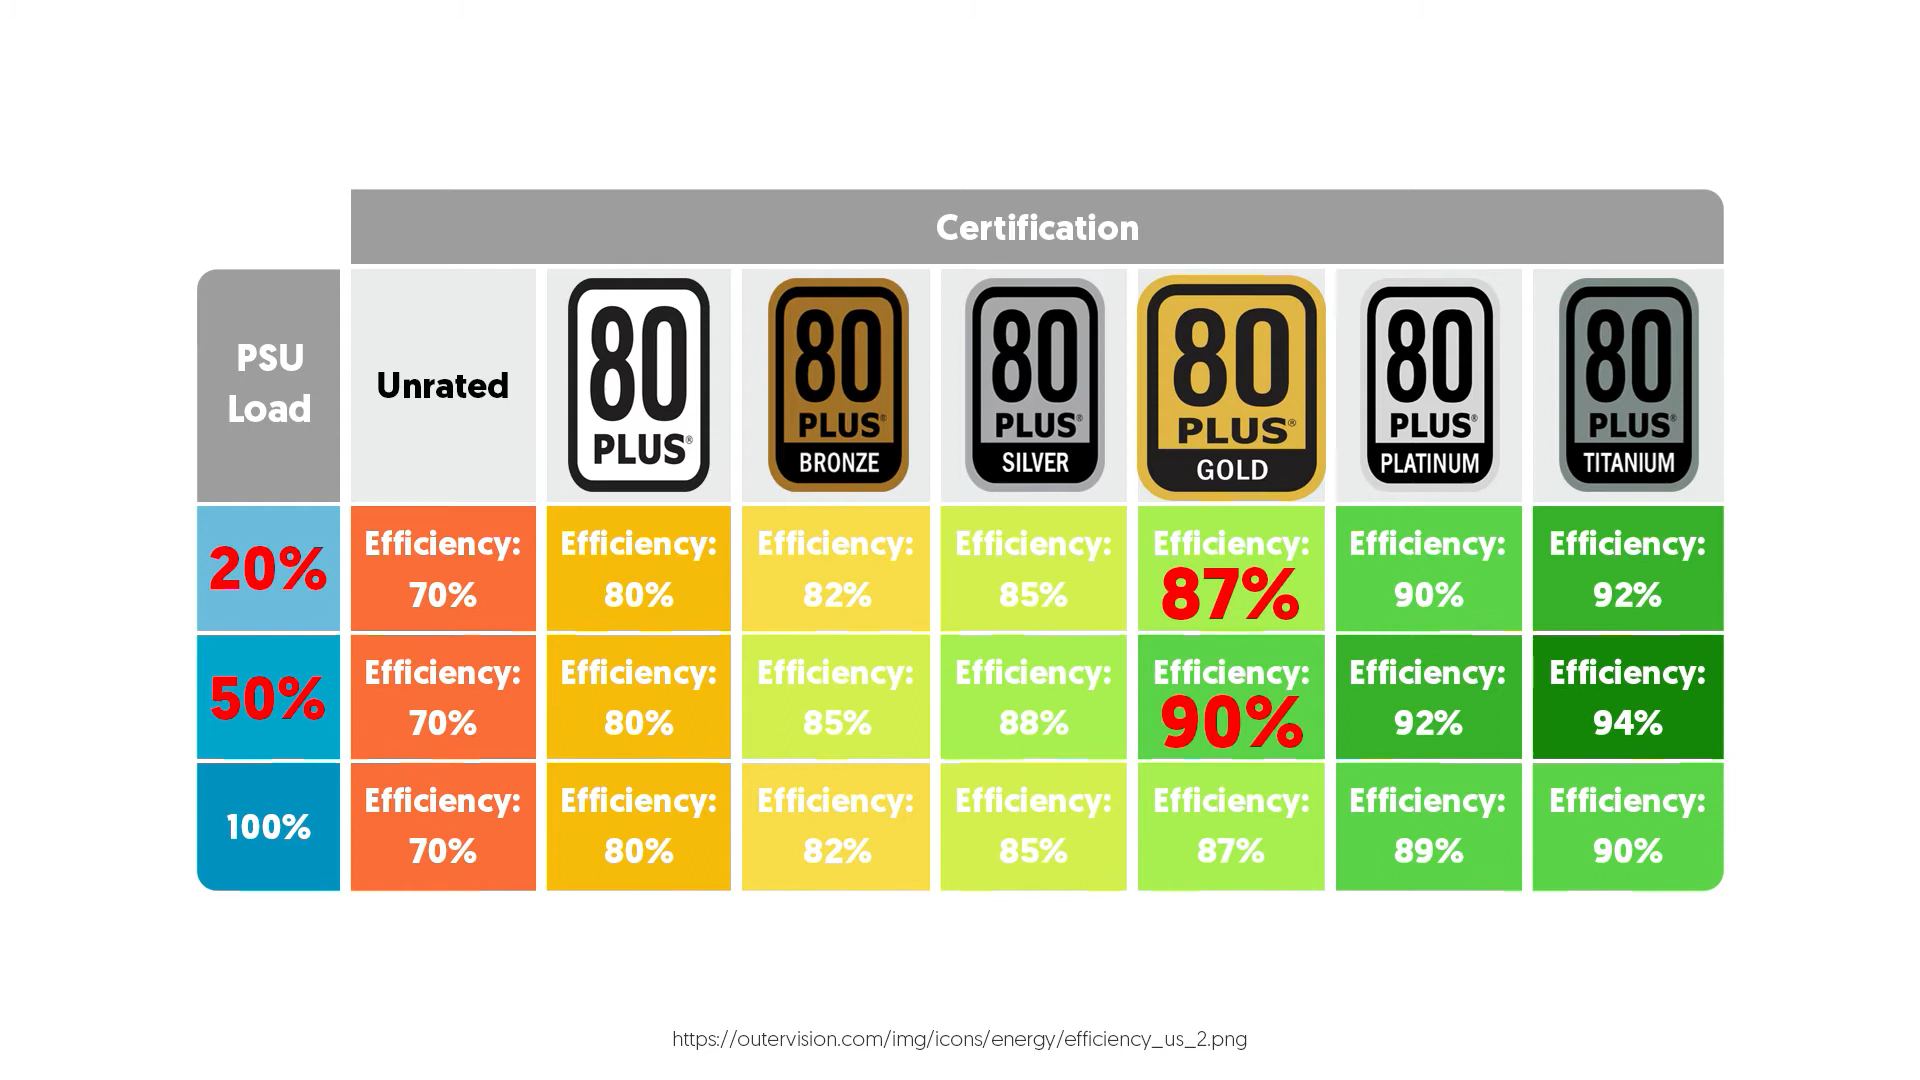 Certification
PSU
Load
Unrated
80
PLUS®
80
PLUS®
BRONZE
80
PLUS®
SILVER
80
PLUS®
GOLD
80
PLUS®
PLATINUM
80
PLUS®
TITANIUM
20%
Efficiency:
70%
Efficiency:
80%
Efficiency:
82%
Efficiency:
85%
Efficiency:
87%
Efficiency:
90%
Efficiency:
92%
50%
Efficiency:
70%
Efficiency:
80%
Efficiency:
85%
Efficiency:
88%
Efficiency:
90%
Efficiency:
92%
Efficiency:
94%
100%
Efficiency:
70%
Efficiency:
80%
Efficiency:
82%
Efficiency:
85%
Efficiency:
87%
Efficiency:
89%
Efficiency:
90%
https://outervision.com/img/icons/energy/efficiency_us_2.png